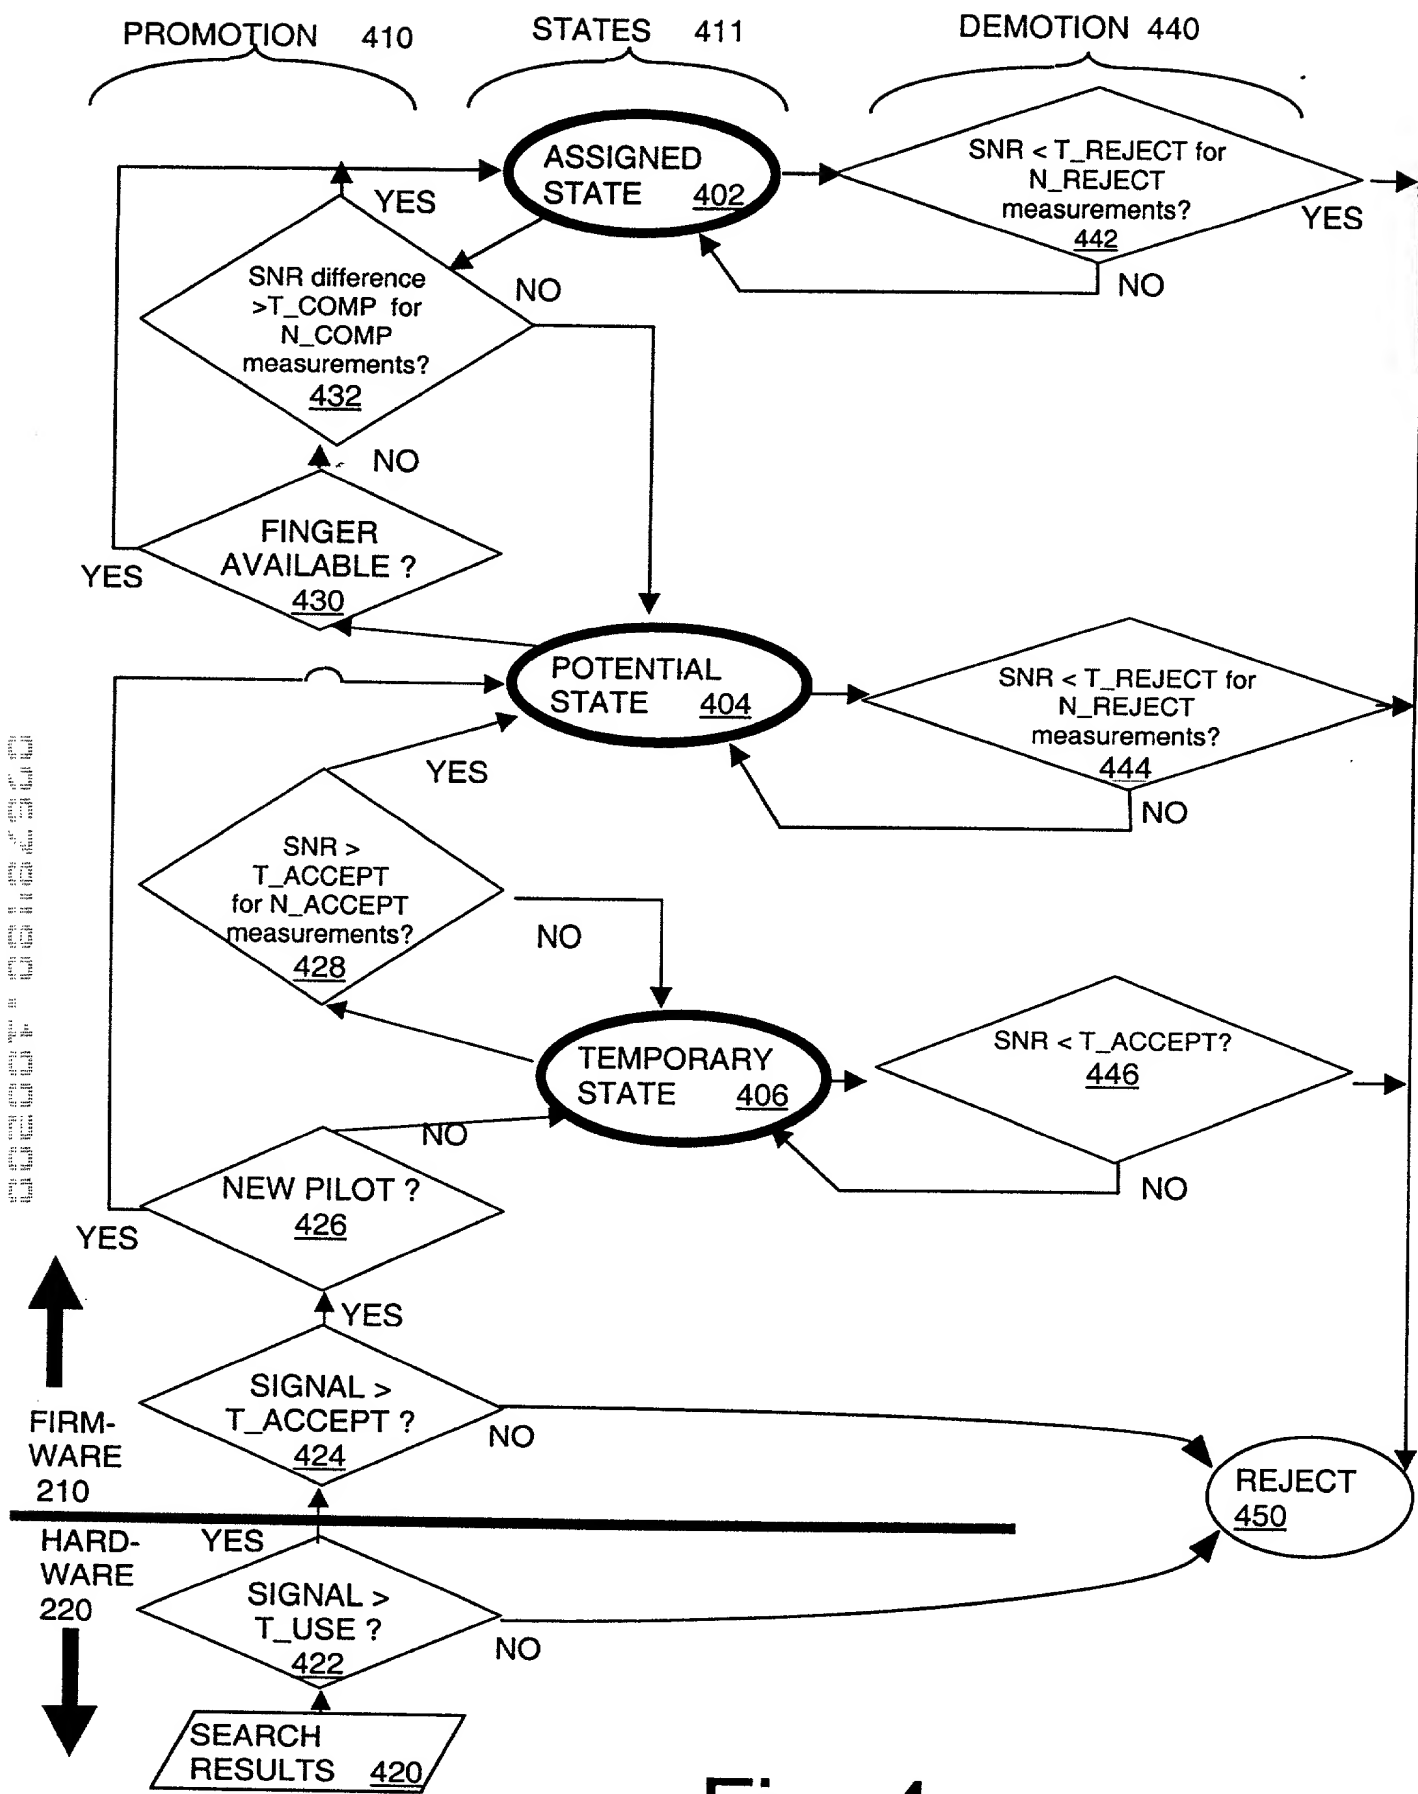 PROMOTION 410
STATES 411
DEMOTION 440
ASSIGNED
STATE 402
SNR < T_REJECT for
N_REJECT
measurements?
442
YES
NO
YES
SNR difference
>T_COMP for
N_COMP
measurements?
432
NO
NO
FINGER
AVAILABLE ?
430
YES
POTENTIAL
STATE 404
SNR < T_REJECT for
N_REJECT
measurements?
444
NO
YES
SNR >
T_ACCEPT
for N_ACCEPT
measurements?
428
NO
TEMPORARY
STATE 406
SNR < T_ACCEPT?
446
NO
NO
NEW PILOT ?
426
YES
YES
SIGNAL >
T_ACCEPT ?
424
NO
FIRM-
WARE
210
REJECT
450
HARD-
WARE
220
YES
SIGNAL >
T_USE ?
422
NO
SEARCH
RESULTS 420